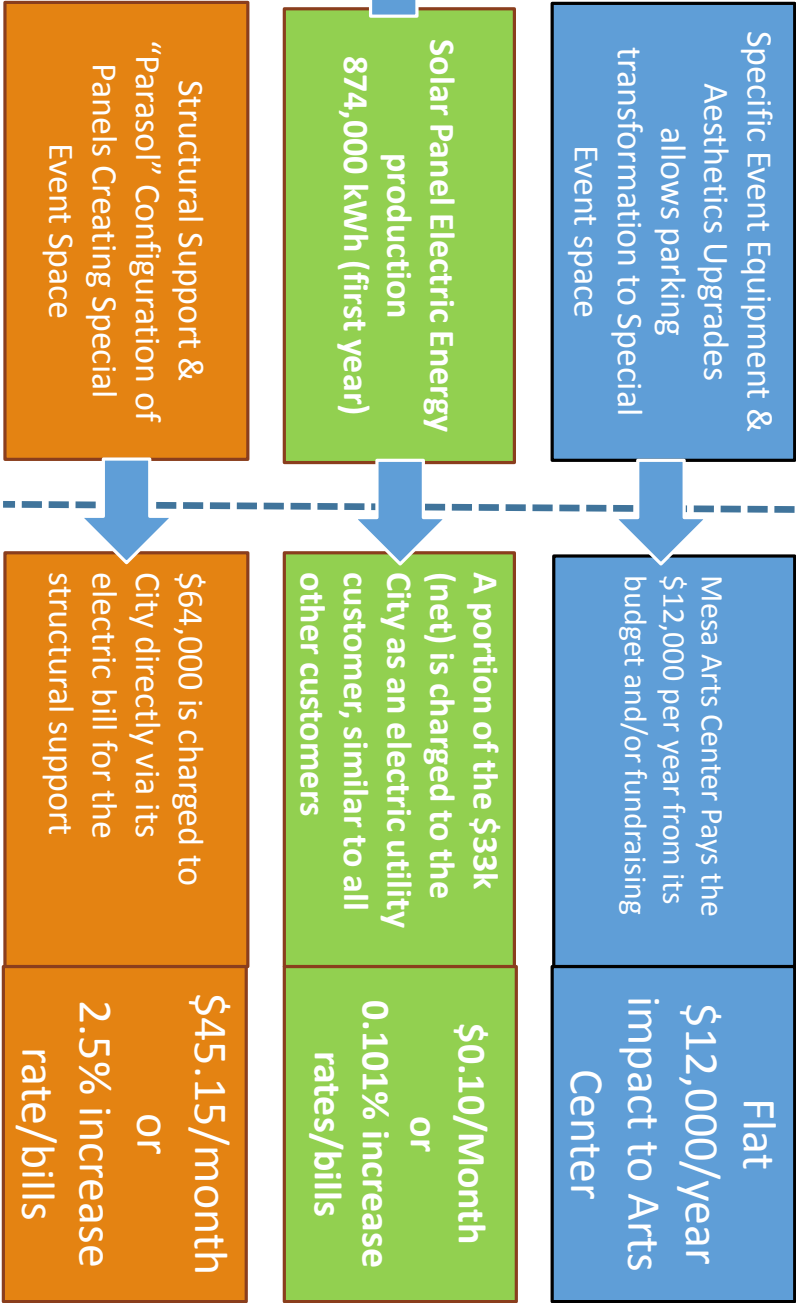 Specific Event Equipment &
Aesthetics Upgrades
allows parking
transformation to Special
Event space
Mesa Arts Center Pays the
$12,000 per year from its
budget and/or fundraising
Flat
$12,000/year
impact to Arts
Center
Solar Panel Electric Energy
production
874,000 kWh (first year)
A portion of the $33k
(net) is charged to the
City as an electric utility
customer, similar to all
other customers
$0.10/Month
or
0.101% increase
rates/bills
Structural Support &
“Parasol” Configuration of
Panels Creating Special
Event Space
$64,000 is charged to
City directly via its
electric bill for the
structural support
$45.15/month
or
2.5% increase
rate/bills